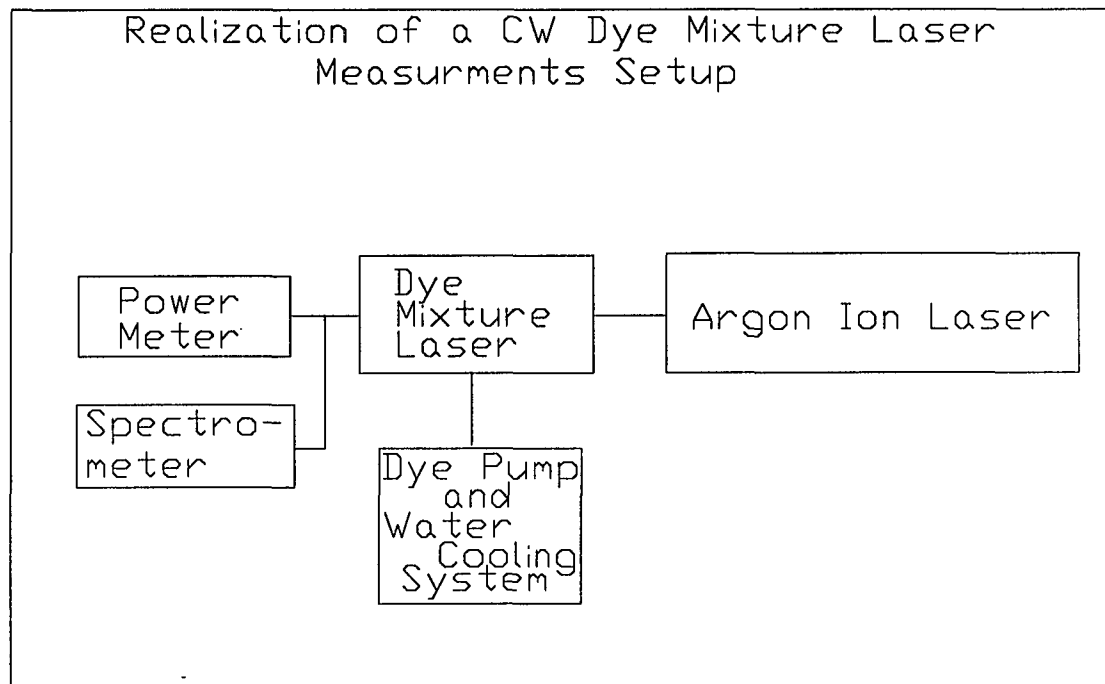 Realization of a CW Dye Mixture Laser
Measurments Setup
Power
Meter
Dye
Mixture
Laser
Argon Ion Laser
Spectro-
meter
Dye Pump
and
Water
Cooling
System